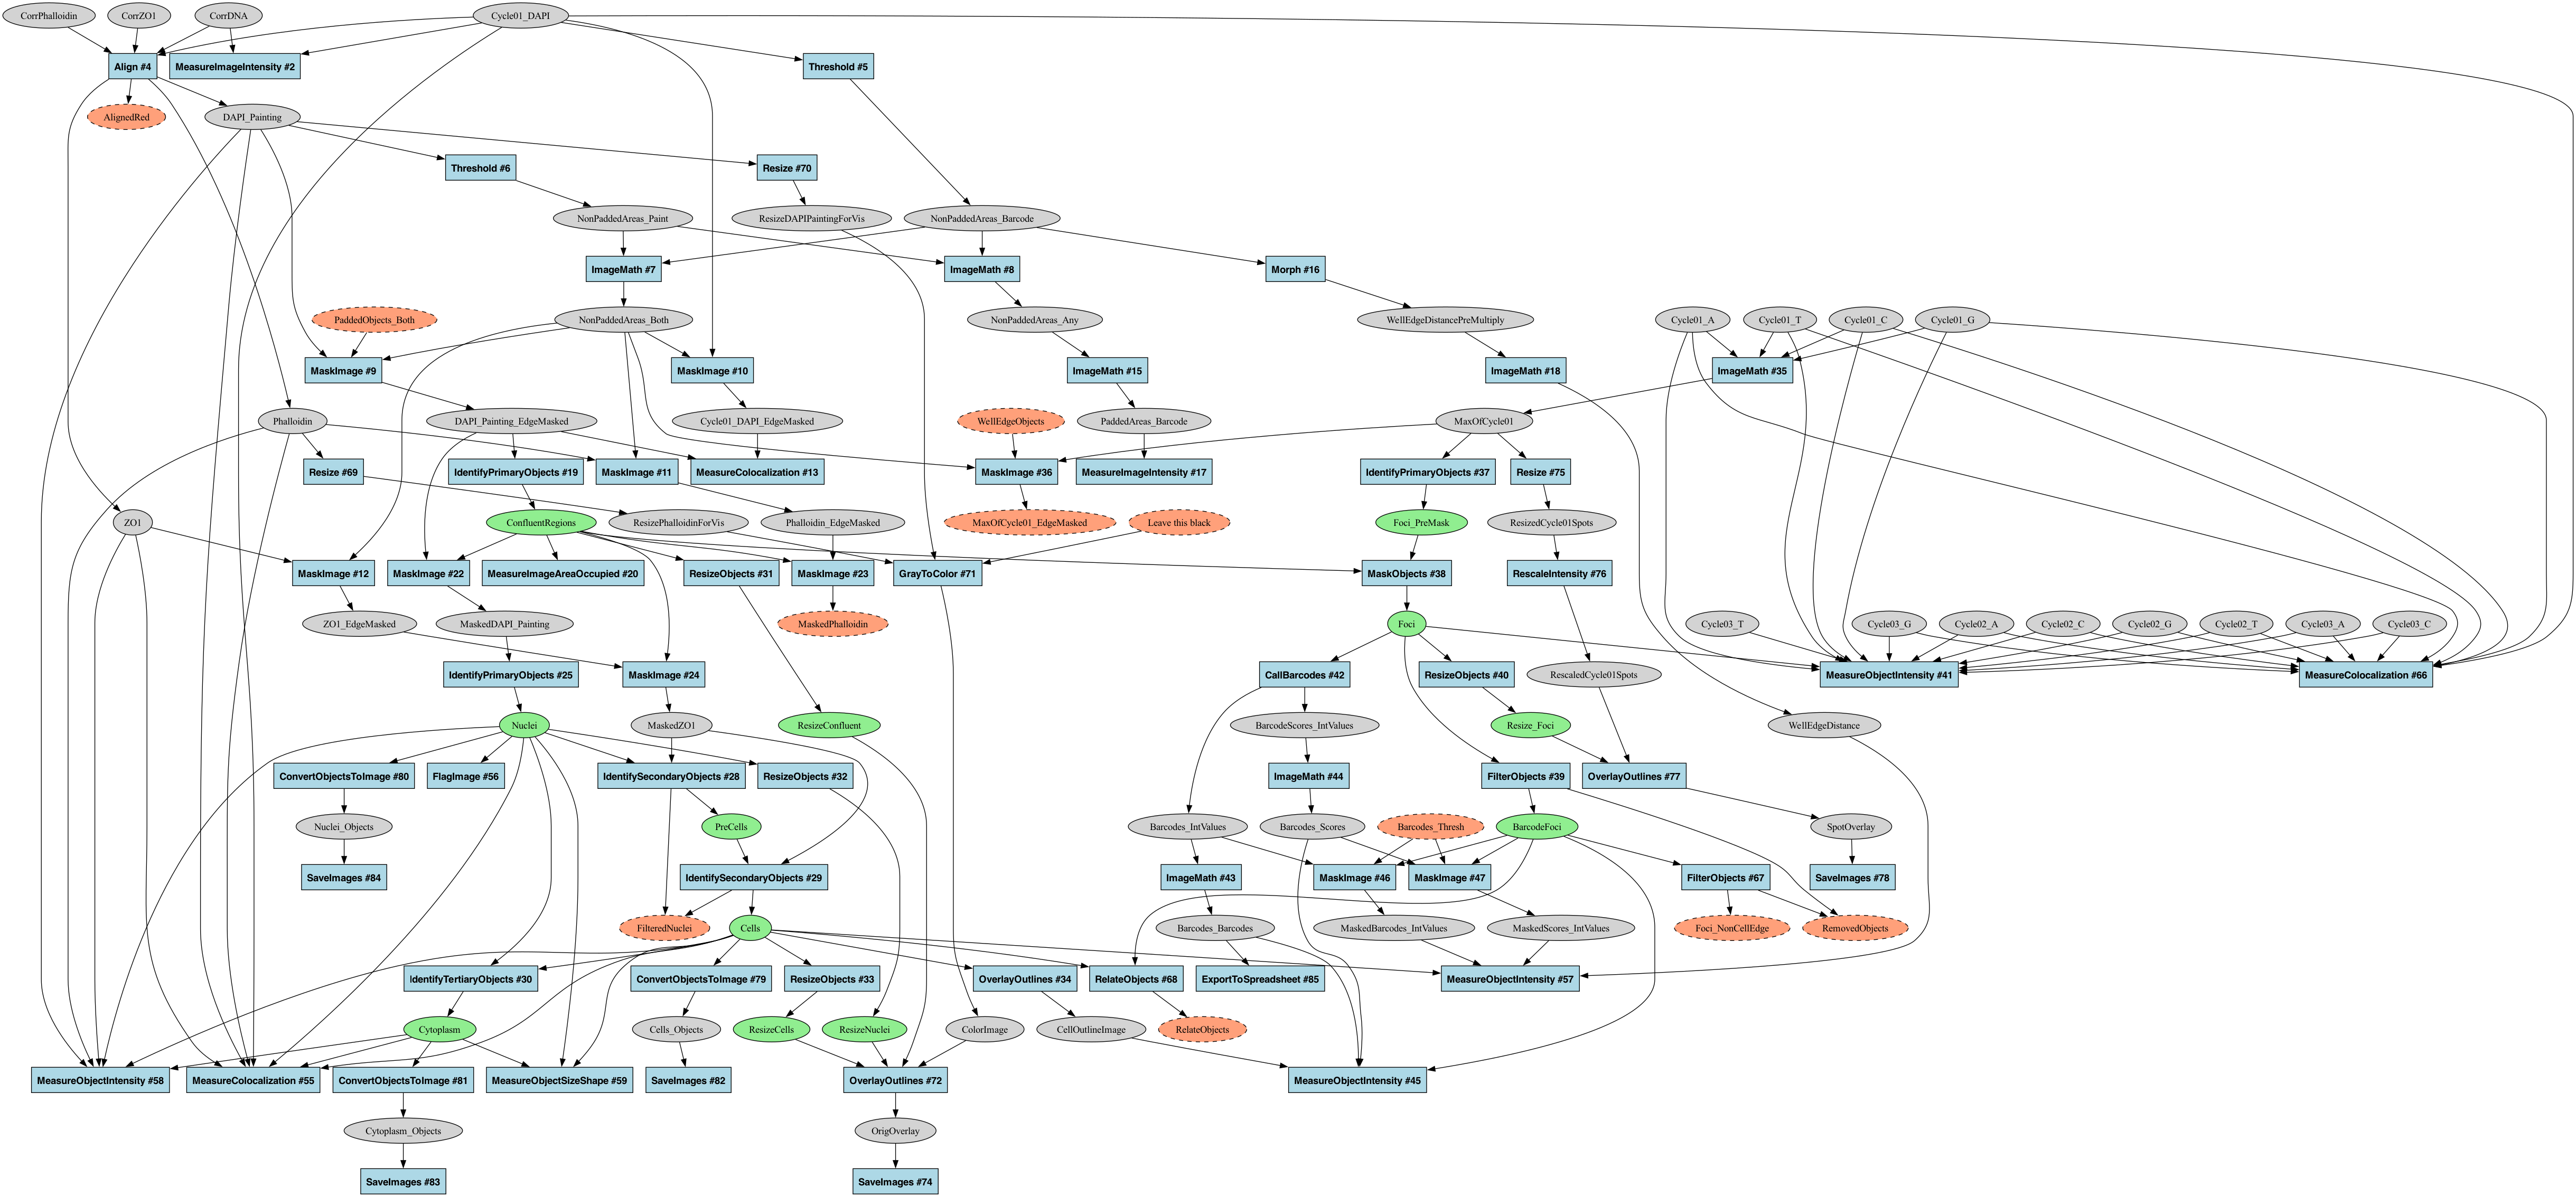 CorrPhalloidin
CorrZO1
CorrDNA
Cycle01_DAPI
Align #4
MeasureImageIntensity #2
Threshold #5
AlignedRed
DAPI_Painting
Threshold #6
Resize #70
NonPaddedAreas_Paint
ResizeDAPIPaintingForVis
NonPaddedAreas_Barcode
ImageMath #7
ImageMath #8
Morph #16
PaddedObjects_Both
NonPaddedAreas_Both
NonPaddedAreas_Any
WellEdgeDistancePreMultiply
Cycle01_A
Cycle01_T
Cycle01_C
Cycle01_G
MaskImage #9
MaskImage #10
ImageMath #15
ImageMath #18
ImageMath #35
Phalloidin
DAPI_Painting_EdgeMasked
Cycle01_DAPI_EdgeMasked
WellEdgeObjects
PaddedAreas_Barcode
MaxOfCycle01
Resize #69
IdentifyPrimaryObjects #19
MaskImage #11
MeasureColocalization #13
MaskImage #36
MeasureImageIntensity #17
IdentifyPrimaryObjects #37
Resize #75
ZO1
ConfluentRegions
ResizePhalloidinForVis
Phalloidin_EdgeMasked
MaxOfCycle01_EdgeMasked
Leave this black
Foci_PreMask
ResizedCycle01Spots
MaskImage #12
MaskImage #22
MeasureImageAreaOccupied #20
ResizeObjects #31
MaskImage #23
GrayToColor #71
MaskObjects #38
RescaleIntensity #76
ZO1_EdgeMasked
MaskedDAPI_Painting
MaskedPhalloidin
Foci
Cycle03_T
Cycle03_G
Cycle02_A
Cycle02_C
Cycle02_G
Cycle02_T
Cycle03_A
Cycle03_C
IdentifyPrimaryObjects #25
MaskImage #24
CallBarcodes #42
ResizeObjects #40
RescaledCycle01Spots
MeasureObjectIntensity #41
MeasureColocalization #66
Nuclei
MaskedZO1
ResizeConfluent
BarcodeScores_IntValues
Resize_Foci
WellEdgeDistance
ConvertObjectsToImage #80
FlagImage #56
IdentifySecondaryObjects #28
ResizeObjects #32
ImageMath #44
FilterObjects #39
OverlayOutlines #77
Nuclei_Objects
PreCells
Barcodes_IntValues
Barcodes_Scores
Barcodes_Thresh
BarcodeFoci
SpotOverlay
SaveImages #84
IdentifySecondaryObjects #29
ImageMath #43
MaskImage #46
MaskImage #47
FilterObjects #67
SaveImages #78
FilteredNuclei
Cells
Barcodes_Barcodes
MaskedBarcodes_IntValues
MaskedScores_IntValues
Foci_NonCellEdge
RemovedObjects
IdentifyTertiaryObjects #30
ConvertObjectsToImage #79
ResizeObjects #33
OverlayOutlines #34
RelateObjects #68
ExportToSpreadsheet #85
MeasureObjectIntensity #57
Cytoplasm
Cells_Objects
ResizeCells
ResizeNuclei
ColorImage
CellOutlineImage
RelateObjects
MeasureObjectIntensity #58
MeasureColocalization #55
ConvertObjectsToImage #81
MeasureObjectSizeShape #59
SaveImages #82
OverlayOutlines #72
MeasureObjectIntensity #45
Cytoplasm_Objects
OrigOverlay
SaveImages #83
SaveImages #74